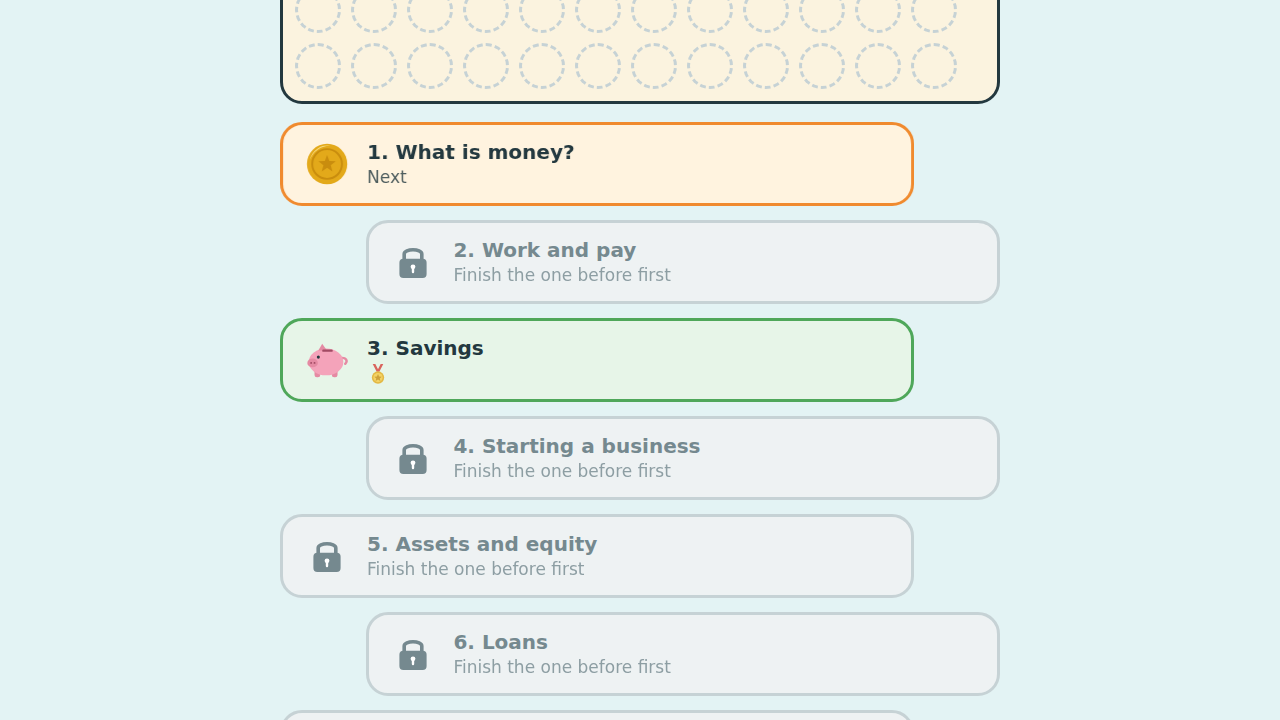 1. What is money?
Next
2. Work and pay
Finish the one before first
3. Savings
4. Starting a business
Finish the one before first
5. Assets and equity
Finish the one before first
6. Loans
Finish the one before first